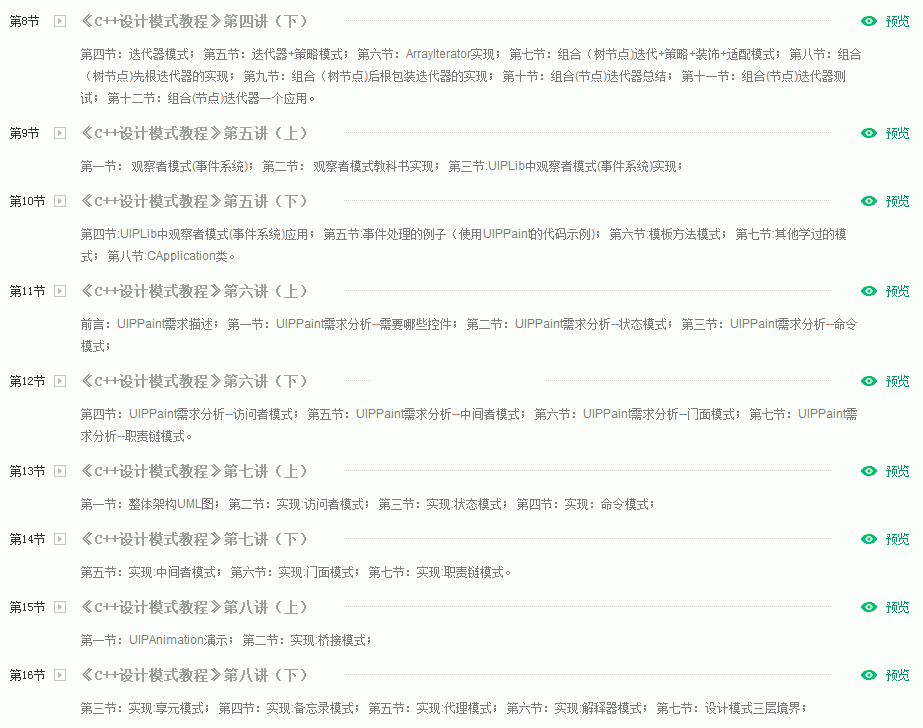 第8节 《C++设计模式教程》第四讲（下） 预览
第四节：迭代器模式； 第五节：迭代器+策略模式； 第六节：ArrayIterator实现； 第七节：组合（树节点)迭代+策略+装饰+适配模式； 第八节：组合
（树节点)先根迭代器的实现； 第九节：组合（树节点)后根包装迭代器的实现； 第十节：组合(节点)迭代器总结； 第十一节：组合(节点)迭代器测
试； 第十二节：组合(节点)迭代器一个应用。
第9节 《C++设计模式教程》第五讲（上） 预览
第一节： 观察者模式(事件系统)； 第二节： 观察者模式教科书实现； 第三节:UIPLib中观察者模式(事件系统)实现；
第10节 《C++设计模式教程》第五讲（下） 预览
第四节:UIPLib中观察者模式(事件系统)应用； 第五节:事件处理的例子（使用UIPPaint的代码示例)； 第六节:模板方法模式； 第七节:其他学过的模
式； 第八节:CApplication类。
第11节 《C++设计模式教程》第六讲（上） 预览
前言：UIPPaint需求描述； 第一节：UIPPaint需求分析--需要哪些控件； 第二节：UIPPaint需求分析--状态模式； 第三节：UIPPaint需求分析--命令
模式；
第12节 《C++设计模式教程》第六讲（下） 预览
第四节：UIPPaint需求分析--访问者模式； 第五节：UIPPaint需求分析--中间者模式； 第六节：UIPPaint需求分析--门面模式； 第七节：UIPPaint需
求分析--职责链模式。
第13节 《C++设计模式教程》第七讲（上） 预览
第一节：整体架构UML图； 第二节：实现:访问者模式； 第三节：实现:状态模式； 第四节：实现：命令模式；
第14节 《C++设计模式教程》第七讲（下） 预览
第五节：实现:中间者模式； 第六节：实现:门面模式； 第七节：实现:职责链模式。
第15节 《C++设计模式教程》第八讲（上） 预览
第一节：UIPAnimation演示； 第二节：实现:桥接模式；
第16节 《C++设计模式教程》第八讲（下） 预览
第三节：实现:享元模式； 第四节：实现:备忘录模式； 第五节：实现:代理模式； 第六节：实现:解释器模式； 第七节：设计模式三层境界；